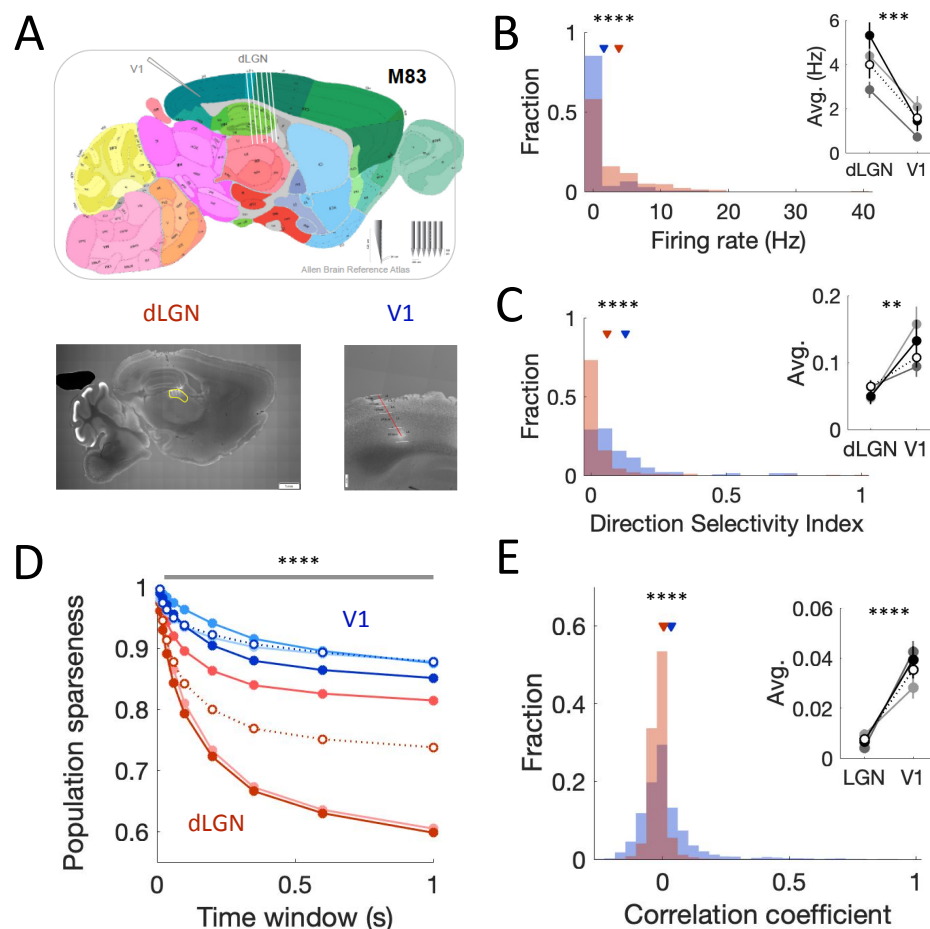 A
V1
dLGN
M83
Allen Brain Reference Atlas
dLGN
V1
B
****
1
0.5
0
Fraction
0 10 20 30 40
Firing rate (Hz)
***
6
4
2
0
Avg. (Hz)
dLGN V1
C
****
1
0.5
0
Fraction
0 0.5 1
Direction Selectivity Index
**
0.2
0.1
0
Avg.
dLGN V1
D
****
1
0.9
0.8
0.7
0.6
Population sparseness
V1
dLGN
0 0.5 1
Time window (s)
E
****
0.6
0.4
0.2
0
Fraction
0 0.5 1
Correlation coefficient
****
0.06
0.04
0.02
0
Avg.
LGN V1